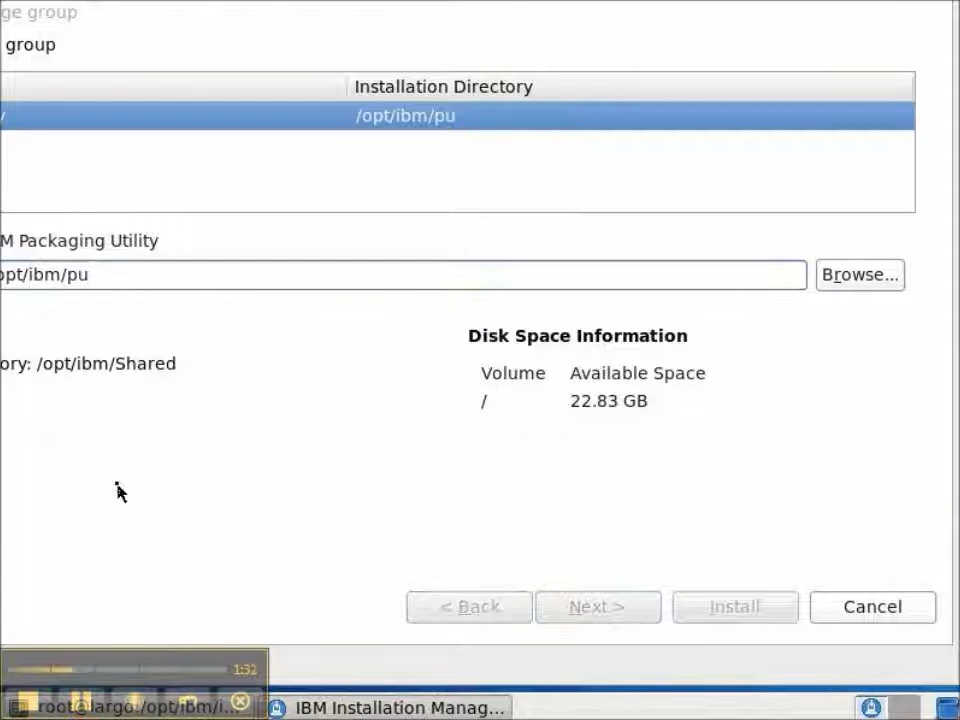 ge group
group
Installation Directory
/opt/ibm/pu
M Packaging Utility
opt/ibm/pu
Browse...
Disk Space Information
ory: /opt/ibm/Shared
Volume Available Space
/ 22.83 GB
< Back Next > Install Cancel
1:32
root@largo:/opt/ibm/i... IBM Installation Manag...